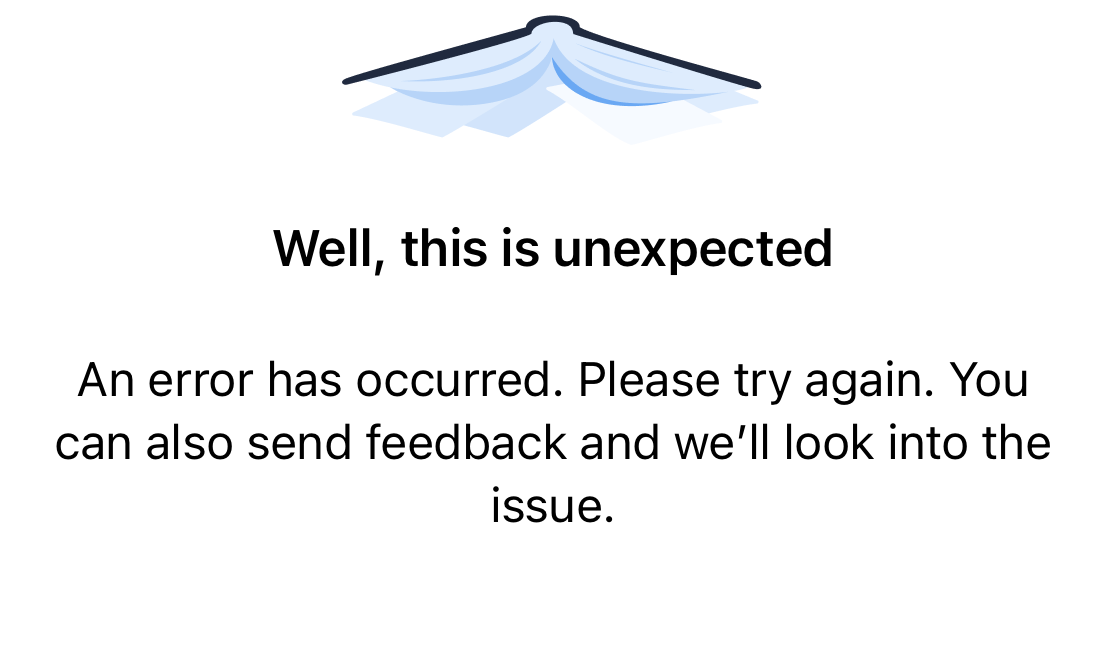 Well, this is unexpected
An error has occurred. Please try again. You
can also send feedback and we’ll look into the
issue.